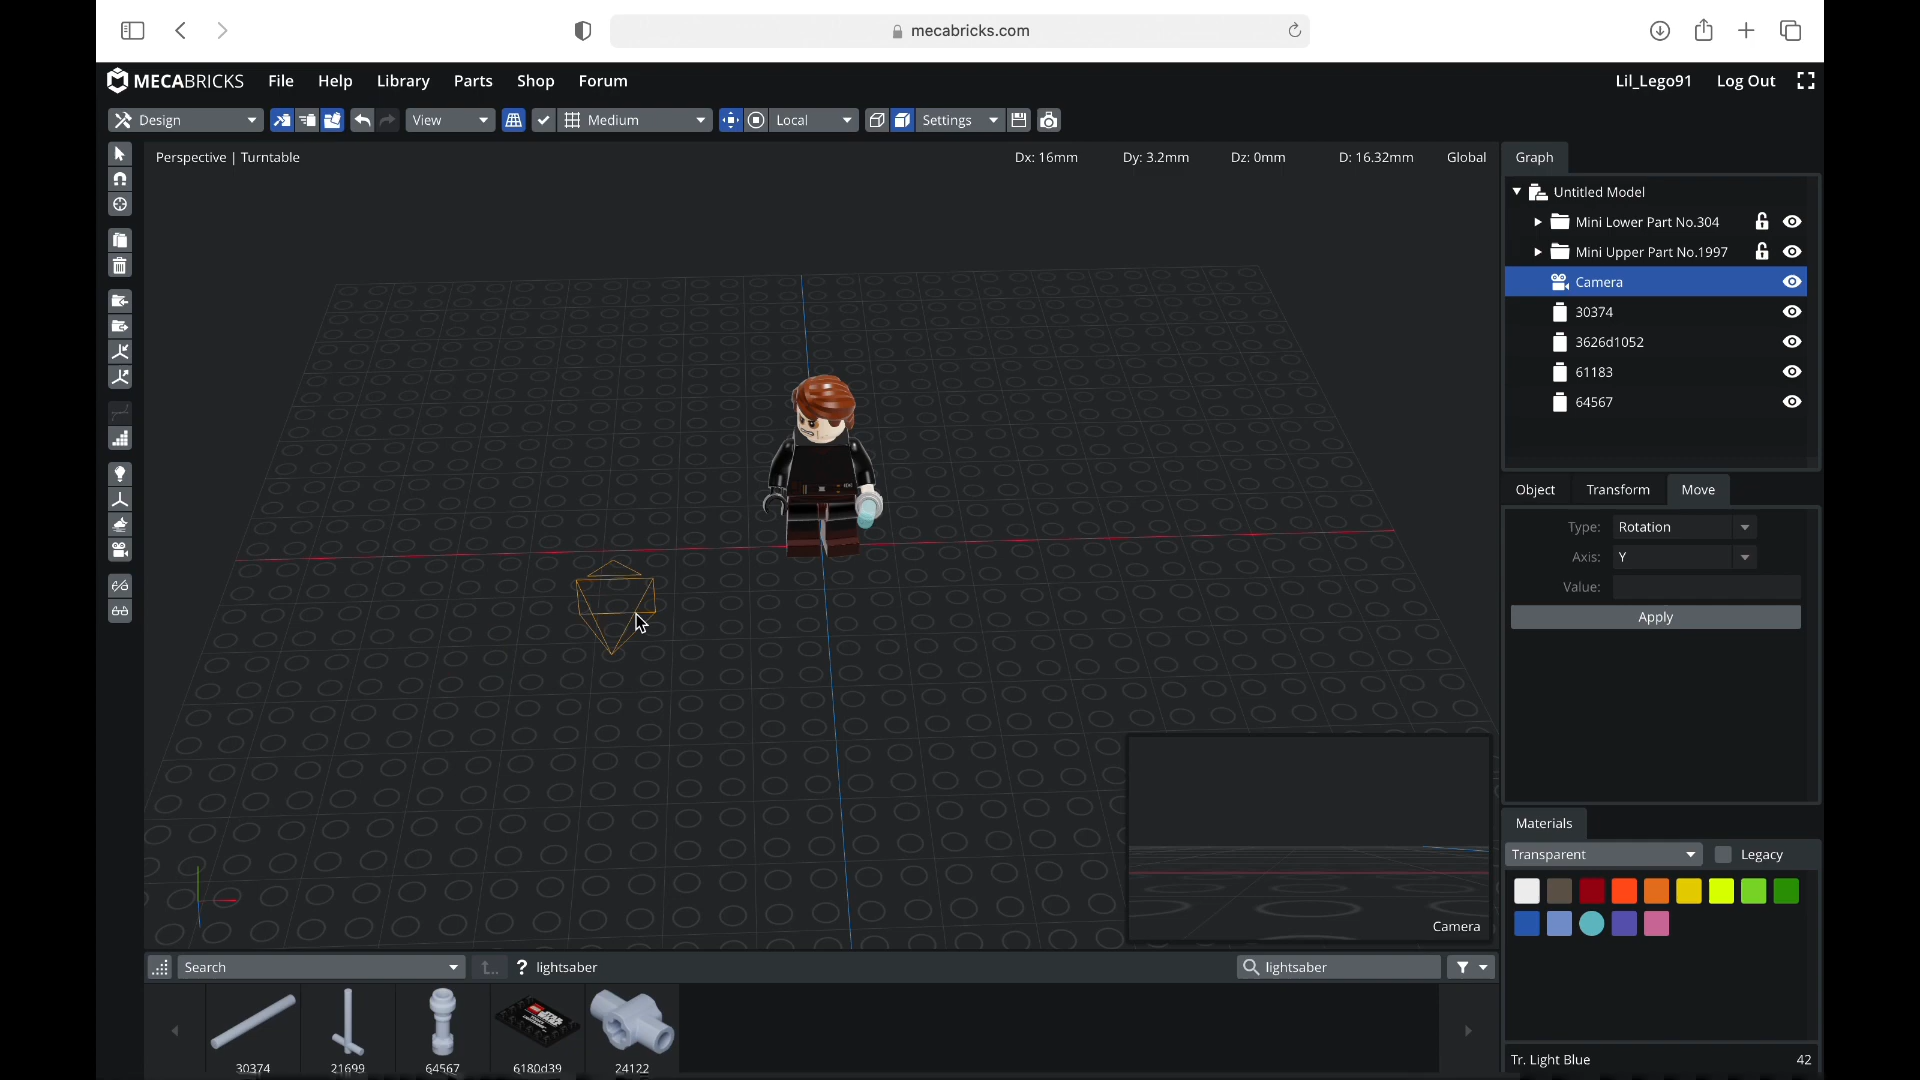 mecabricks.com
MECABRICKS File Help Library Parts Shop Forum Lil_Lego91 Log Out
Design View Medium Local Settings
Perspective | Turntable Dx: 16mm Dy: 3.2mm Dz: 0mm D: 16.32mm Global
Graph
Untitled Model
Mini Lower Part No.304
Mini Upper Part No.1997
Camera
30374
3626d1052
61183
64567
Object Transform Move
Type: Rotation
Axis: Y
Value:
Apply
Camera
Materials
Transparent Legacy
Tr. Light Blue 42
Search ? lightsaber lightsaber
30374 21699 64567 6180d39 24122